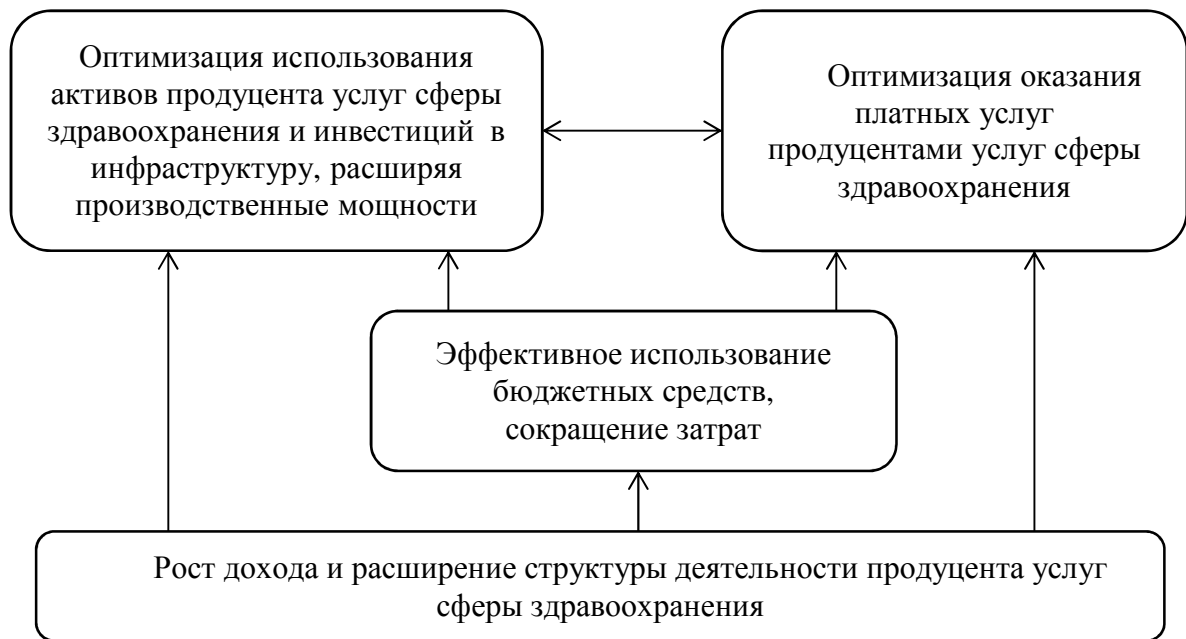 Оптимизация использования
активов продуцента услуг сферы
здравоохранения и инвестиций в
инфраструктуру, расширяя
производственные мощности
Оптимизация оказания
платных услуг
продуцентами услуг сферы
здравоохранения
Эффективное использование
бюджетных средств,
сокращение затрат
Рост дохода и расширение структуры деятельности продуцента услуг
сферы здравоохранения